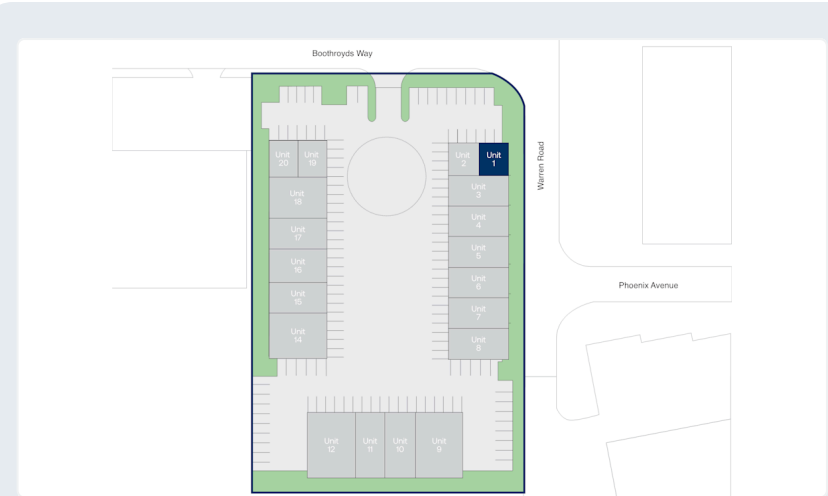 Boothroyds Way
Warren Road
Phoenix Avenue
Unit
20
Unit
19
Unit
2
Unit
1
Unit
18
Unit
3
Unit
17
Unit
4
Unit
16
Unit
5
Unit
15
Unit
6
Unit
14
Unit
7
Unit
8
Unit
12
Unit
11
Unit
10
Unit
9